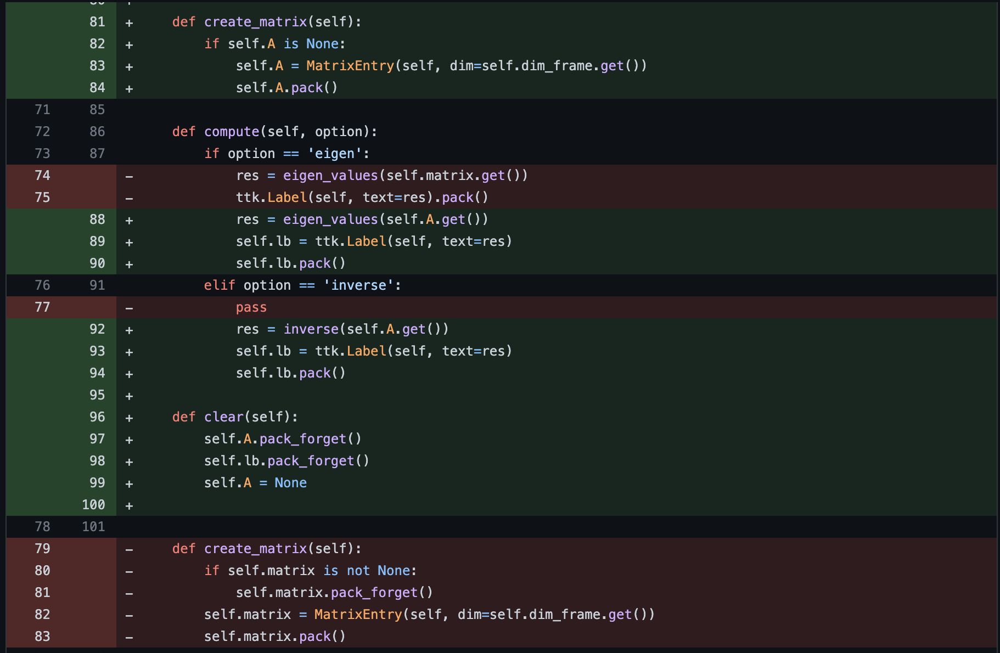 81 +     def create_matrix(self):
82 +         if self.A is None:
83 +             self.A = MatrixEntry(self, dim=self.dim_frame.get())
84 +             self.A.pack()
71 85
72 86     def compute(self, option):
73 87         if option == 'eigen':
74 -             res = eigen_values(self.matrix.get())
75 -             ttk.Label(self, text=res).pack()
88 +             res = eigen_values(self.A.get())
89 +             self.lb = ttk.Label(self, text=res)
90 +             self.lb.pack()
76 91         elif option == 'inverse':
77 -             pass
92 +             res = inverse(self.A.get())
93 +             self.lb = ttk.Label(self, text=res)
94 +             self.lb.pack()
95 +
96 +     def clear(self):
97 +         self.A.pack_forget()
98 +         self.lb.pack_forget()
99 +         self.A = None
100 +
78 101
79 -     def create_matrix(self):
80 -         if self.matrix is not None:
81 -             self.matrix.pack_forget()
82 -         self.matrix = MatrixEntry(self, dim=self.dim_frame.get())
83 -         self.matrix.pack()